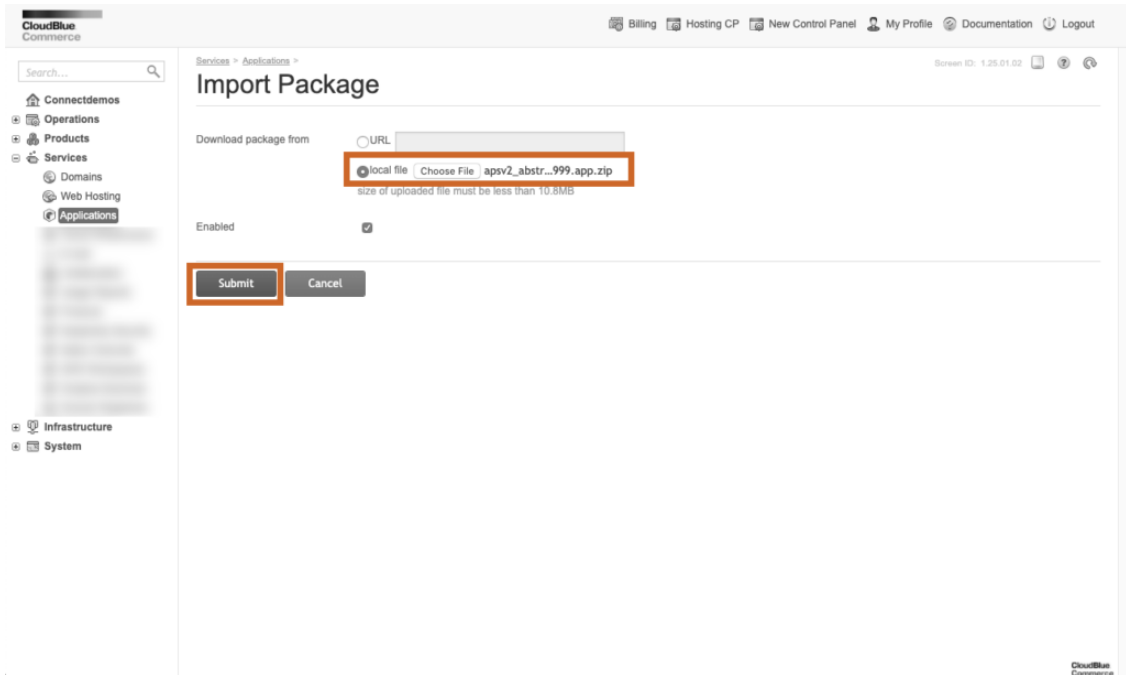 CloudBlue
Commerce
Billing Hosting CP New Control Panel My Profile Documentation Logout
Search...
Connectdemos
Operations
Products
Services
Domains
Web Hosting
Applications
Infrastructure
System
Services > Applications >
Screen ID: 1.25.01.02
Import Package
Download package from
URL
local file Choose File apsv2_abstr...999.app.zip
size of uploaded file must be less than 10.8MB
Enabled
Submit Cancel
CloudBlue
Commerce